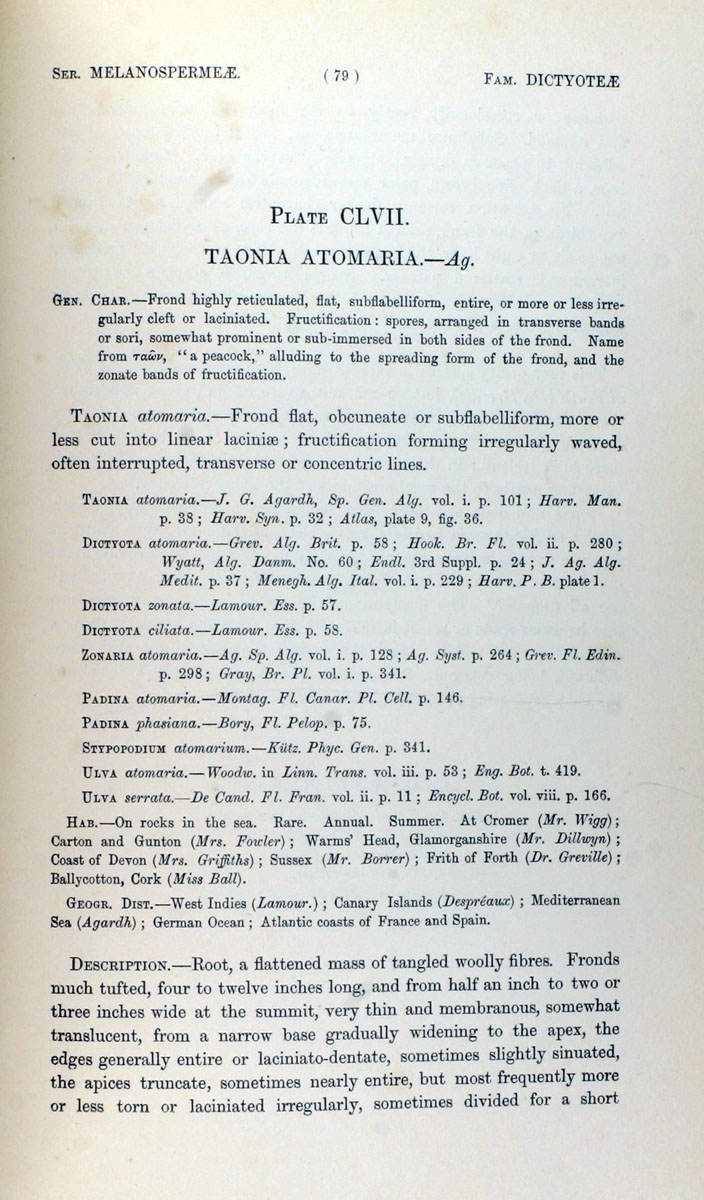 Ser. MELANOSPERMEÆ. ( 79 ) Fam. DICTYOTEÆ
Plate CLVII.
TAONIA ATOMARIA.—Ag.
Gen. Char.—Frond highly reticulated, flat, subflabelliform, entire, or more or less irre-
gularly cleft or laciniated. Fructification: spores, arranged in transverse bands
or sori, somewhat prominent or sub-immersed in both sides of the frond. Name
from ταῶν, “a peacock,” alluding to the spreading form of the frond, and the
zonate bands of fructification.
Taonia atomaria.—Frond flat, obcuneate or subflabelliform, more or
less cut into linear laciniæ; fructification forming irregularly waved,
often interrupted, transverse or concentric lines.
Taonia atomaria.—J. G. Agardh, Sp. Gen. Alg. vol. i. p. 101; Harv. Man.
p. 38; Harv. Syn. p. 32; Atlas, plate 9, fig. 36.
Dictyota atomaria.—Grev. Alg. Brit. p. 58; Hook. Br. Fl. vol. ii. p. 280;
Wyatt, Alg. Danm. No. 60; Endl. 3rd Suppl. p. 24; J. Ag. Alg.
Medit. p. 37; Menegh. Alg. Ital. vol. i. p. 229; Harv. P. B. plate 1.
Dictyota zonata.—Lamour. Ess. p. 57.
Dictyota ciliata.—Lamour. Ess. p. 58.
Zonaria atomaria.—Ag. Sp. Alg. vol. i. p. 128; Ag. Syst. p. 264; Grev. Fl. Edin.
p. 298; Gray, Br. Pl. vol. i. p. 341.
Padina atomaria.—Montag. Fl. Canar. Pl. Cell. p. 146.
Padina phasiana.—Bory, Fl. Pelop. p. 75.
Stypopodium atomarium.—Kütz. Phyc. Gen. p. 341.
Ulva atomaria.—Woodw. in Linn. Trans. vol. iii. p. 53; Eng. Bot. t. 419.
Ulva serrata.—De Cand. Fl. Fran. vol. ii. p. 11; Encycl. Bot. vol. viii. p. 166.
Hab.—On rocks in the sea. Rare. Annual. Summer. At Cromer (Mr. Wigg);
Carton and Gunton (Mrs. Fowler); Warms’ Head, Glamorganshire (Mr. Dillwyn);
Coast of Devon (Mrs. Griffiths); Sussex (Mr. Borrer); Frith of Forth (Dr. Greville);
Ballycotton, Cork (Miss Ball).
Geogr. Dist.—West Indies (Lamour.); Canary Islands (Despréaux); Mediterranean
Sea (Agardh); German Ocean; Atlantic coasts of France and Spain.
Description.—Root, a flattened mass of tangled woolly fibres. Fronds
much tufted, four to twelve inches long, and from half an inch to two or
three inches wide at the summit, very thin and membranous, somewhat
translucent, from a narrow base gradually widening to the apex, the
edges generally entire or laciniato-dentate, sometimes slightly sinuated,
the apices truncate, sometimes nearly entire, but most frequently more
or less torn or laciniated irregularly, sometimes divided for a short